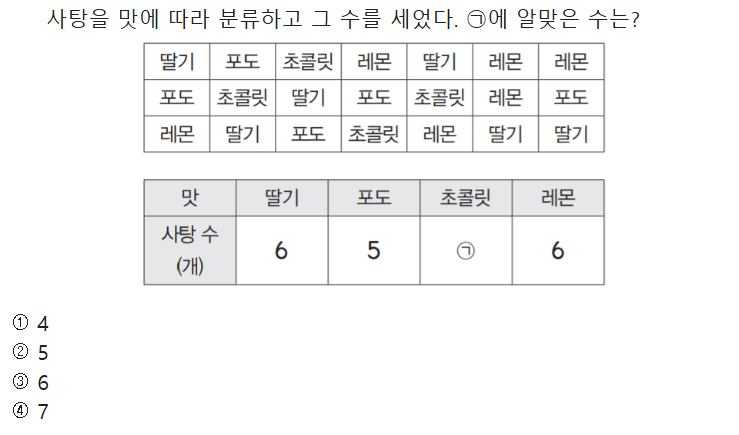 사탕을 맛에 따라 분류하고 그 수를 세었다. ㉠에 알맞은 수는?
딸기 포도 초콜릿 레몬 딸기 레몬 레몬
포도 초콜릿 딸기 포도 초콜릿 레몬 포도
레몬 딸기 포도 초콜릿 레몬 딸기 딸기
맛 딸기 포도 초콜릿 레몬
사탕 수
(개) 6 5 ㉠ 6
① 4
② 5
③ 6
④ 7